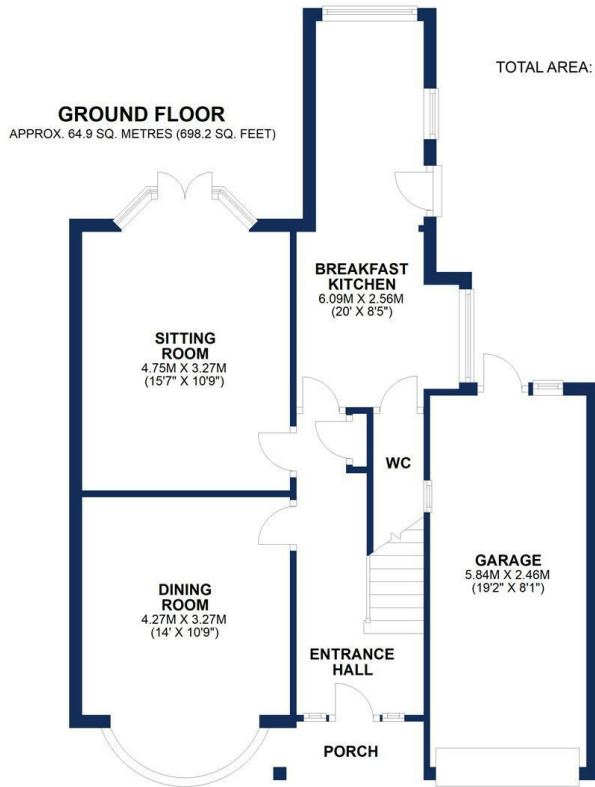 TOTAL AREA:
GROUND FLOOR
APPROX. 64.9 SQ. METRES (698.2 SQ. FEET)
BREAKFAST
KITCHEN
6.09M X 2.56M
(20' X 8'5")
SITTING
ROOM
4.75M X 3.27M
(15'7" X 10'9")
WC
GARAGE
5.84M X 2.46M
(19'2" X 8'1")
DINING
ROOM
4.27M X 3.27M
(14' X 10'9")
ENTRANCE
HALL
PORCH